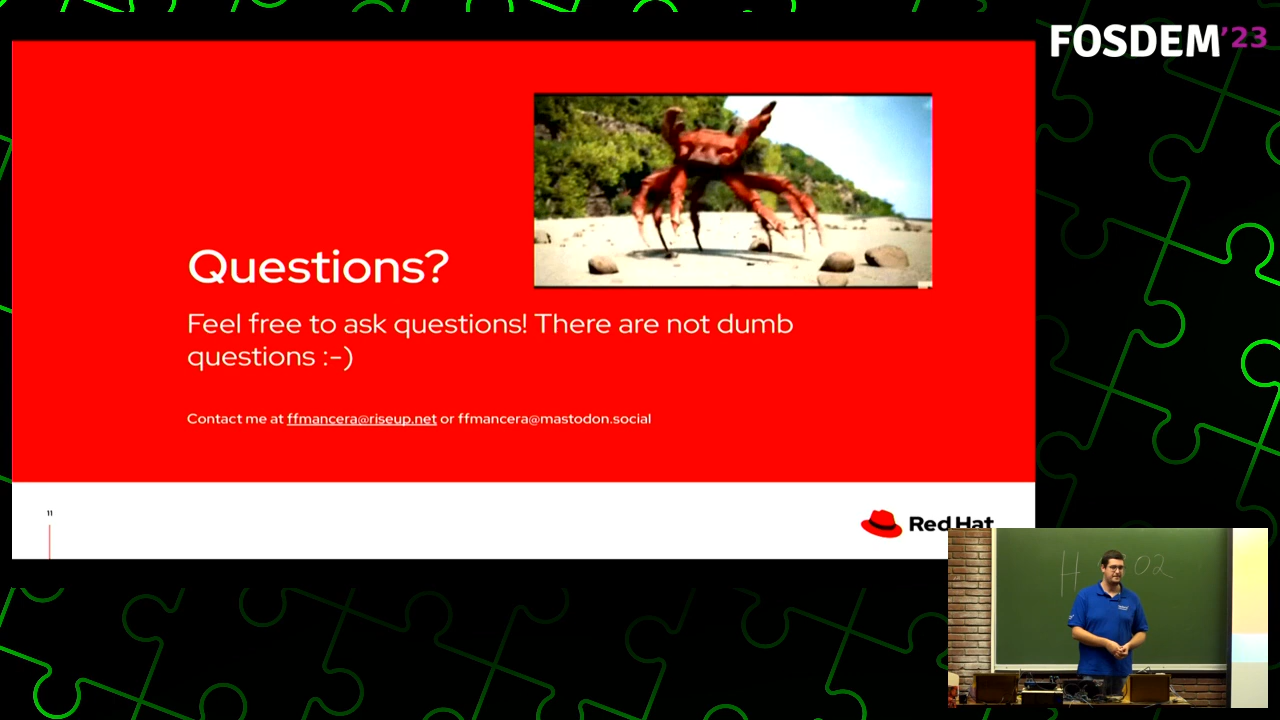 FOSDEM'23
Questions?
Feel free to ask questions! There are not dumb
questions :-)
Contact me at ffmancera@riseup.net or ffmancera@mastodon.social
11
Red Hat